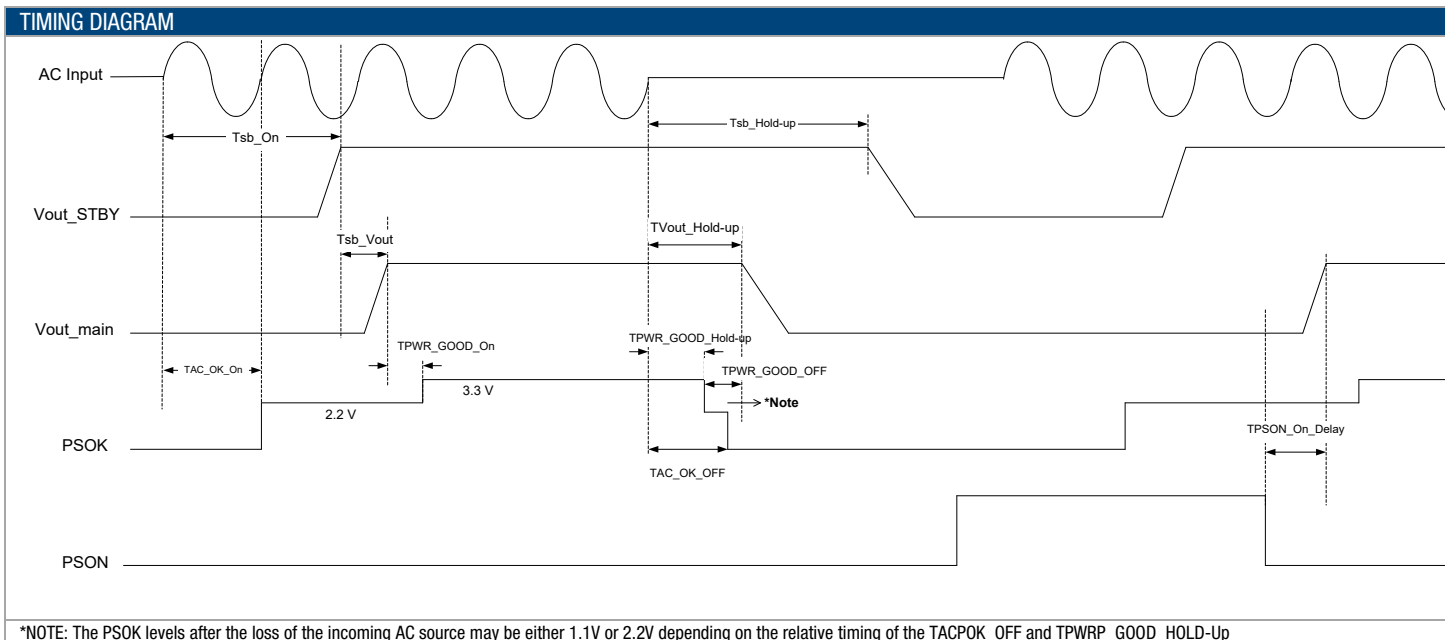 TIMING DIAGRAM
AC Input
Tsb_On
Tsb_Hold-up
Vout_STBY
Tsb_Vout
TVout_Hold-up
Vout_main
TPWR_GOOD_On
TPWR_GOOD_Hold-up
TAC_OK_On
TPWR_GOOD_OFF
3.3 V
*Note
2.2 V
TPSON_On_Delay
PSOK
TAC_OK_OFF
PSON
*NOTE: The PSOK levels after the loss of the incoming AC source may be either 1.1V or 2.2V depending on the relative timing of the TACPOK_OFF and TPWRP_GOOD_HOLD-Up